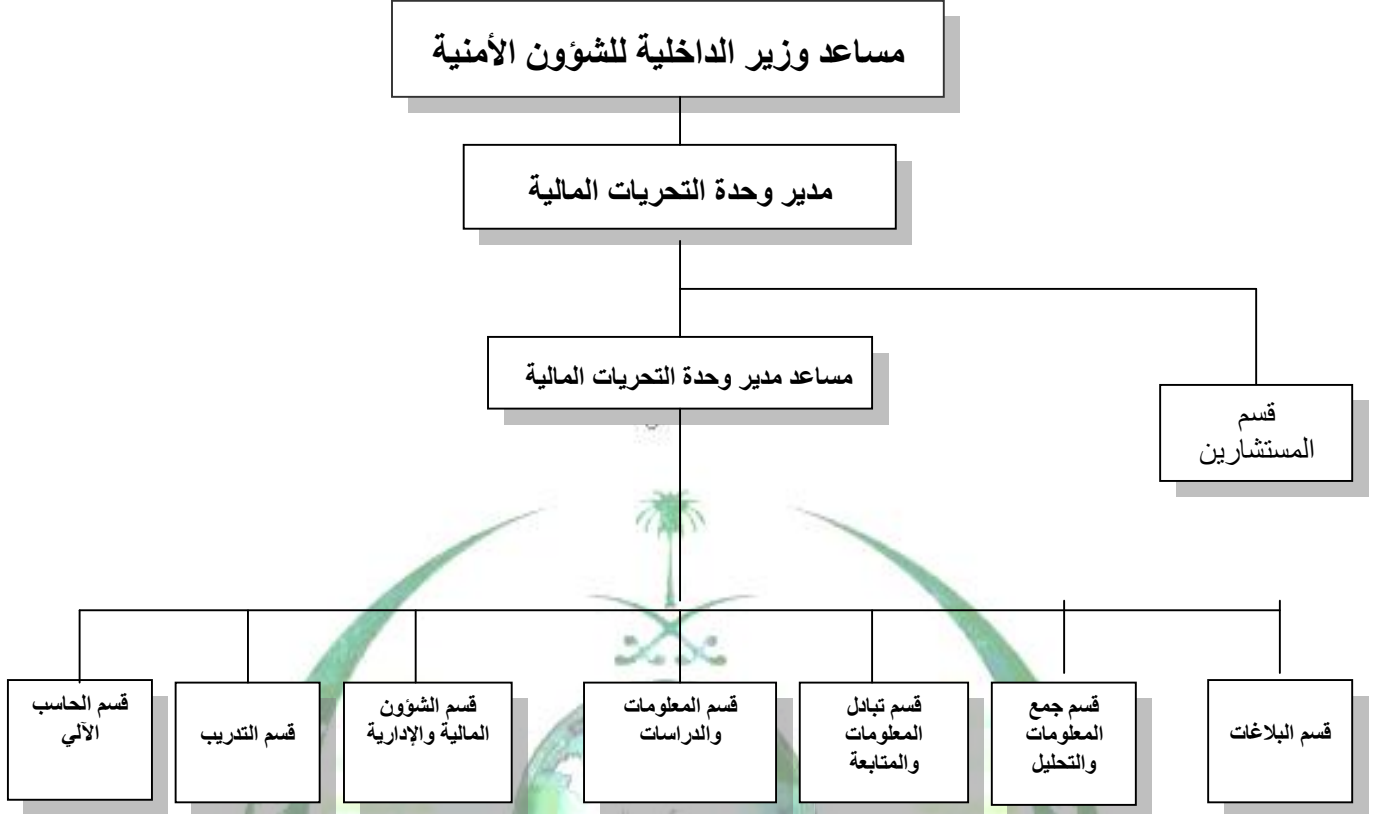 مساعد وزير الداخلية للشؤون الأمنية
مدير وحدة التحريات المالية
مساعد مدير وحدة التحريات المالية
قسم
المستشارين
قسم البلاغات
قسم جمع
المعلومات
والتحليل
قسم تبادل
المعلومات
والمتابعة
قسم المعلومات
والدراسات
قسم الشؤون
المالية والإدارية
قسم التدريب
قسم الحاسب
الآلي